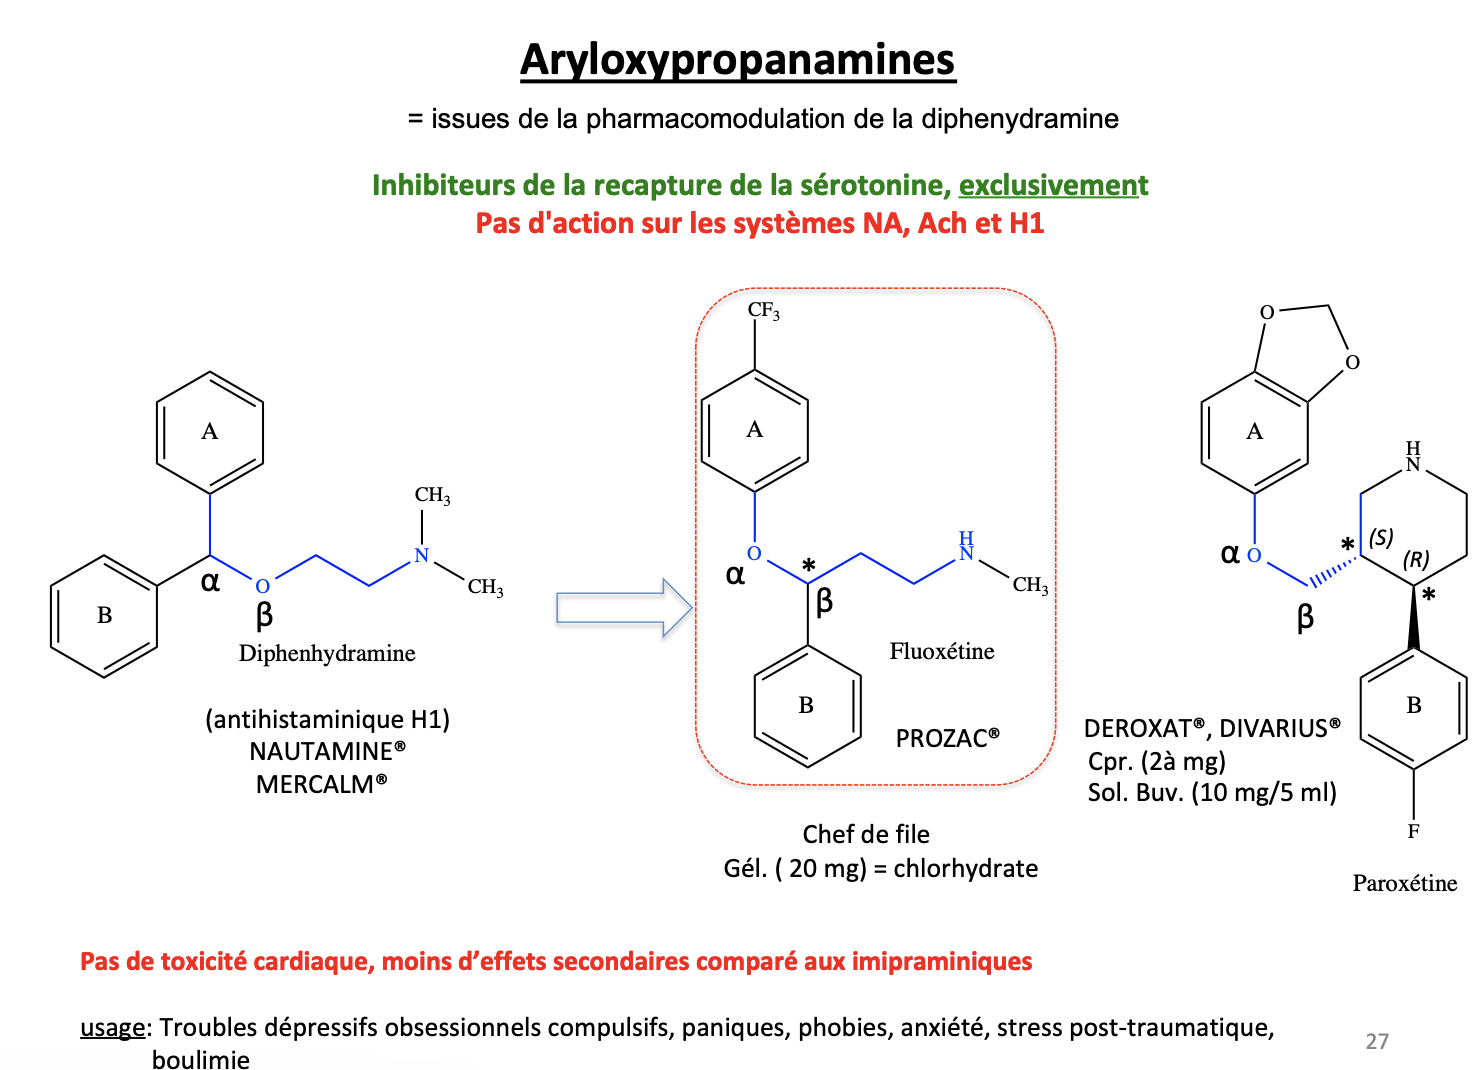 Aryloxypropanamines
= issues de la pharmacomodulation de la diphenydramine
Inhibiteurs de la recapture de la sérotonine, exclusivement
Pas d'action sur les systèmes NA, Ach et H1
A
B
α
O
β
N
CH3
CH3
Diphenhydramine
(antihistaminique H1)
NAUTAMINE®
MERCALM®
CF3
A
O
α
*
β
H
N
CH3
B
Fluoxétine
PROZAC®
Chef de file
Gél. ( 20 mg) = chlorhydrate
O
O
A
H
N
α O
* (S)
(R)
*
β
B
F
DEROXAT®, DIVARIUS®
Cpr. (2à mg)
Sol. Buv. (10 mg/5 ml)
Paroxétine
Pas de toxicité cardiaque, moins d’effets secondaires comparé aux imipraminiques
usage: Troubles dépressifs obsessionnels compulsifs, paniques, phobies, anxiété, stress post-traumatique,
boulimie
27